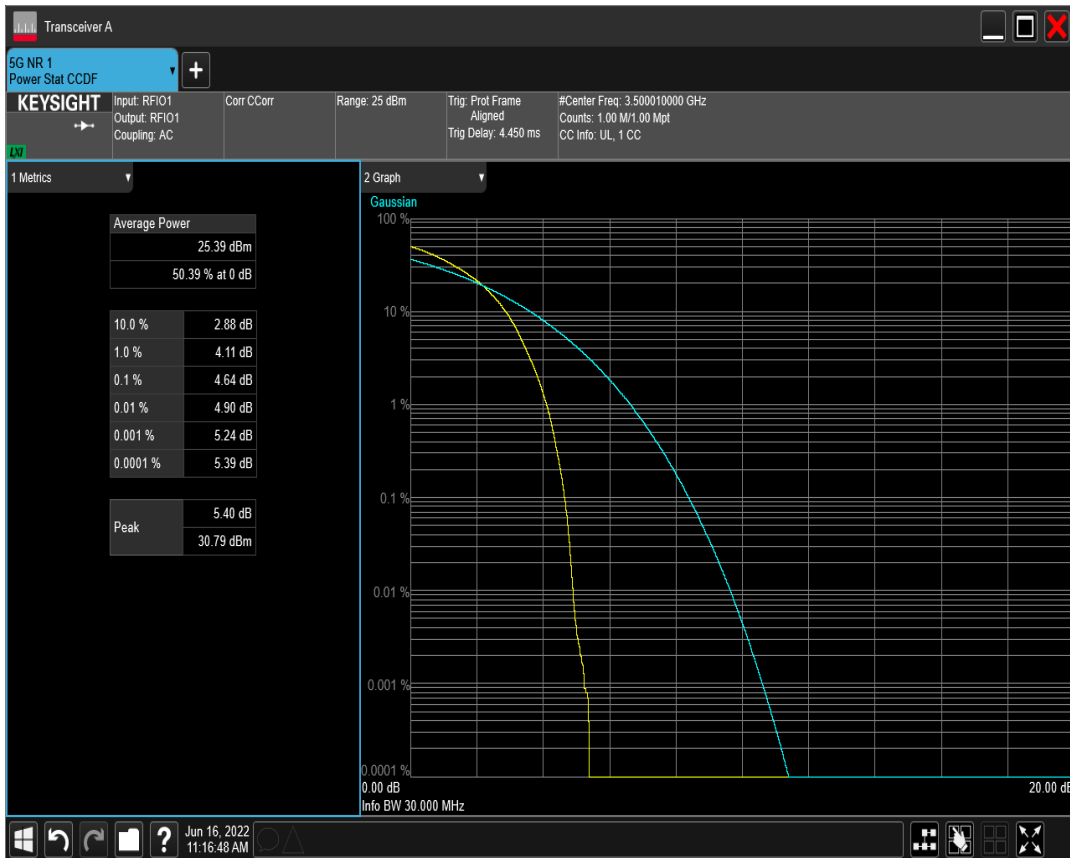 Transceiver A
5G NR 1
Power Stat CCDF
KEYSIGHT
LXI
Input: RFIO1
Output: RFIO1
Coupling: AC
Corr CCorr
Range: 25 dBm
Trig: Prot Frame
Aligned
Trig Delay: 4.450 ms
#Center Freq: 3.500010000 GHz
Counts: 1.00 M/1.00 Mpt
CC Info: UL, 1 CC
1 Metrics
Average Power
25.39 dBm
50.39 % at 0 dB
10.0 % 2.88 dB
1.0 % 4.11 dB
0.1 % 4.64 dB
0.01 % 4.90 dB
0.001 % 5.24 dB
0.0001 % 5.39 dB
Peak 5.40 dB
30.79 dBm
2 Graph
Gaussian
100 %
10 %
1 %
0.1 %
0.01 %
0.001 %
0.0001 %
0.00 dB 20.00 dB
Info BW 30.000 MHz
? Jun 16, 2022
11:16:48 AM